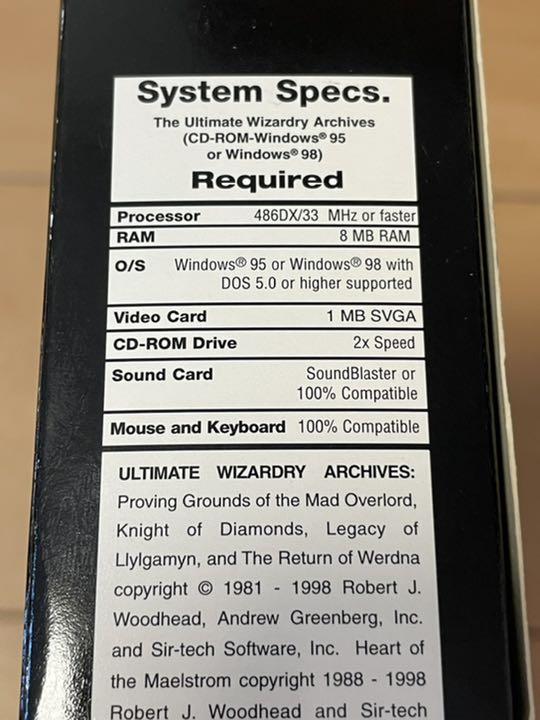 System Specs.
The Ultimate Wizardry Archives
(CD-ROM-Windows® 95
or Windows® 98)
Required
Processor 486DX/33 MHz or faster
RAM 8 MB RAM
O/S Windows® 95 or Windows® 98 with
DOS 5.0 or higher supported
Video Card 1 MB SVGA
CD-ROM Drive 2x Speed
Sound Card SoundBlaster or
100% Compatible
Mouse and Keyboard 100% Compatible
ULTIMATE WIZARDRY ARCHIVES:
Proving Grounds of the Mad Overlord,
Knight of Diamonds, Legacy of
Llylgamyn, and The Return of Werdna
copyright © 1981 - 1998 Robert J.
Woodhead, Andrew Greenberg, Inc.
and Sir-tech Software, Inc. Heart of
the Maelstrom copyright 1988 - 1998
Robert J. Woodhead and Sir-tech